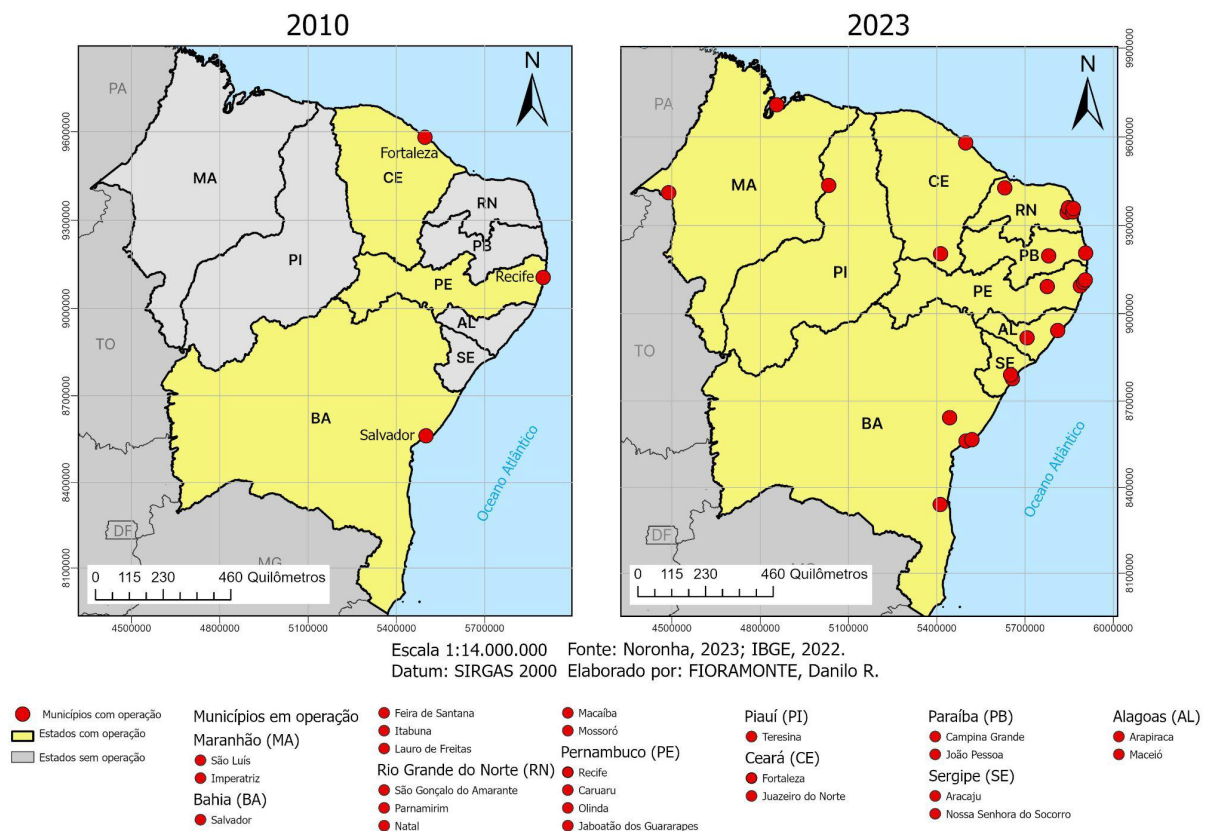 2010
2023
N
PA
MA
PI
CE
Fortaleza
RN
PB
PE
Recife
AL
SE
TO
BA
Salvador
Oceano Atlântico
DF
MG
0 115 230 460 Quilômetros
9600000
9300000
9000000
8700000
8400000
8100000
4500000 4800000 5100000 5400000 5700000
N
PA
MA
PI
CE
RN
PB
PE
AL
SE
TO
BA
Oceano Atlântico
DF
0 115 230 460 Quilômetros
9900000
9600000
9300000
9000000
8700000
8400000
8100000
4500000 4800000 5100000 5400000 5700000 6000000
Escala 1:14.000.000 Fonte: Noronha, 2023; IBGE, 2022.
Datum: SIRGAS 2000 Elaborado por: FIORAMONTE, Danilo R.
Municípios com operação
Estados com operação
Estados sem operação
Municípios em operação
Maranhão (MA)
São Luís
Imperatriz
Bahia (BA)
Salvador
Feira de Santana
Itabuna
Lauro de Freitas
Rio Grande do Norte (RN)
São Gonçalo do Amarante
Parnamirim
Natal
Macaíba
Mossoró
Pernambuco (PE)
Recife
Caruaru
Olinda
Jaboatão dos Guararapes
Piauí (PI)
Teresina
Ceará (CE)
Fortaleza
Juazeiro do Norte
Paraíba (PB)
Campina Grande
João Pessoa
Sergipe (SE)
Aracaju
Nossa Senhora do Socorro
Alagoas (AL)
Arapiraca
Maceió